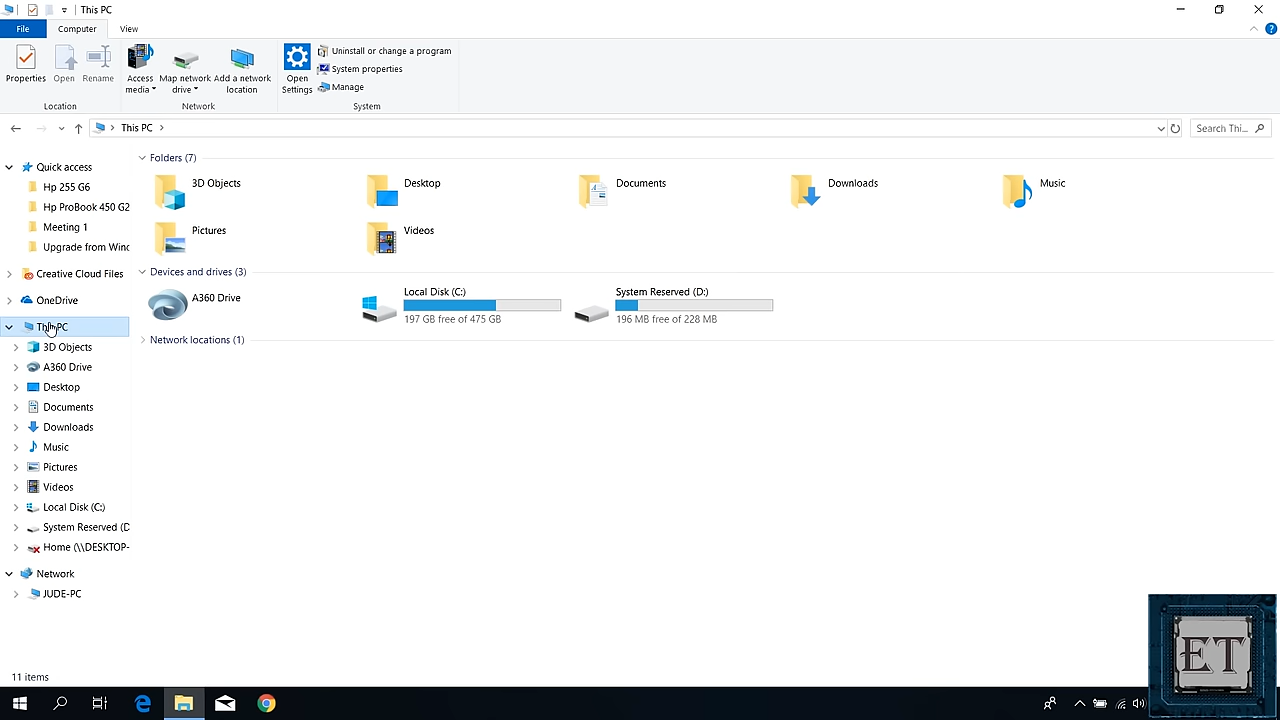 This PC
File
Computer
View
Properties
Open
Rename
Access media
Map network drive
Add a network location
Open Settings
Uninstall or change a program
System properties
Manage
Location
Network
System
This PC
Search Thi...
Quick access
Hp 255 G6
Hp ProBook 450 G2
Meeting 1
Upgrade from Winc
Creative Cloud Files
OneDrive
This PC
3D Objects
A360 Drive
Desktop
Documents
Downloads
Music
Pictures
Videos
Local Disk (C:)
System Reserved (D
Home (\\DESKTOP-
Network
JUDE-PC
Folders (7)
3D Objects
Desktop
Documents
Downloads
Music
Pictures
Videos
Devices and drives (3)
A360 Drive
Local Disk (C:)
197 GB free of 475 GB
System Reserved (D:)
196 MB free of 228 MB
Network locations (1)
11 items
ET